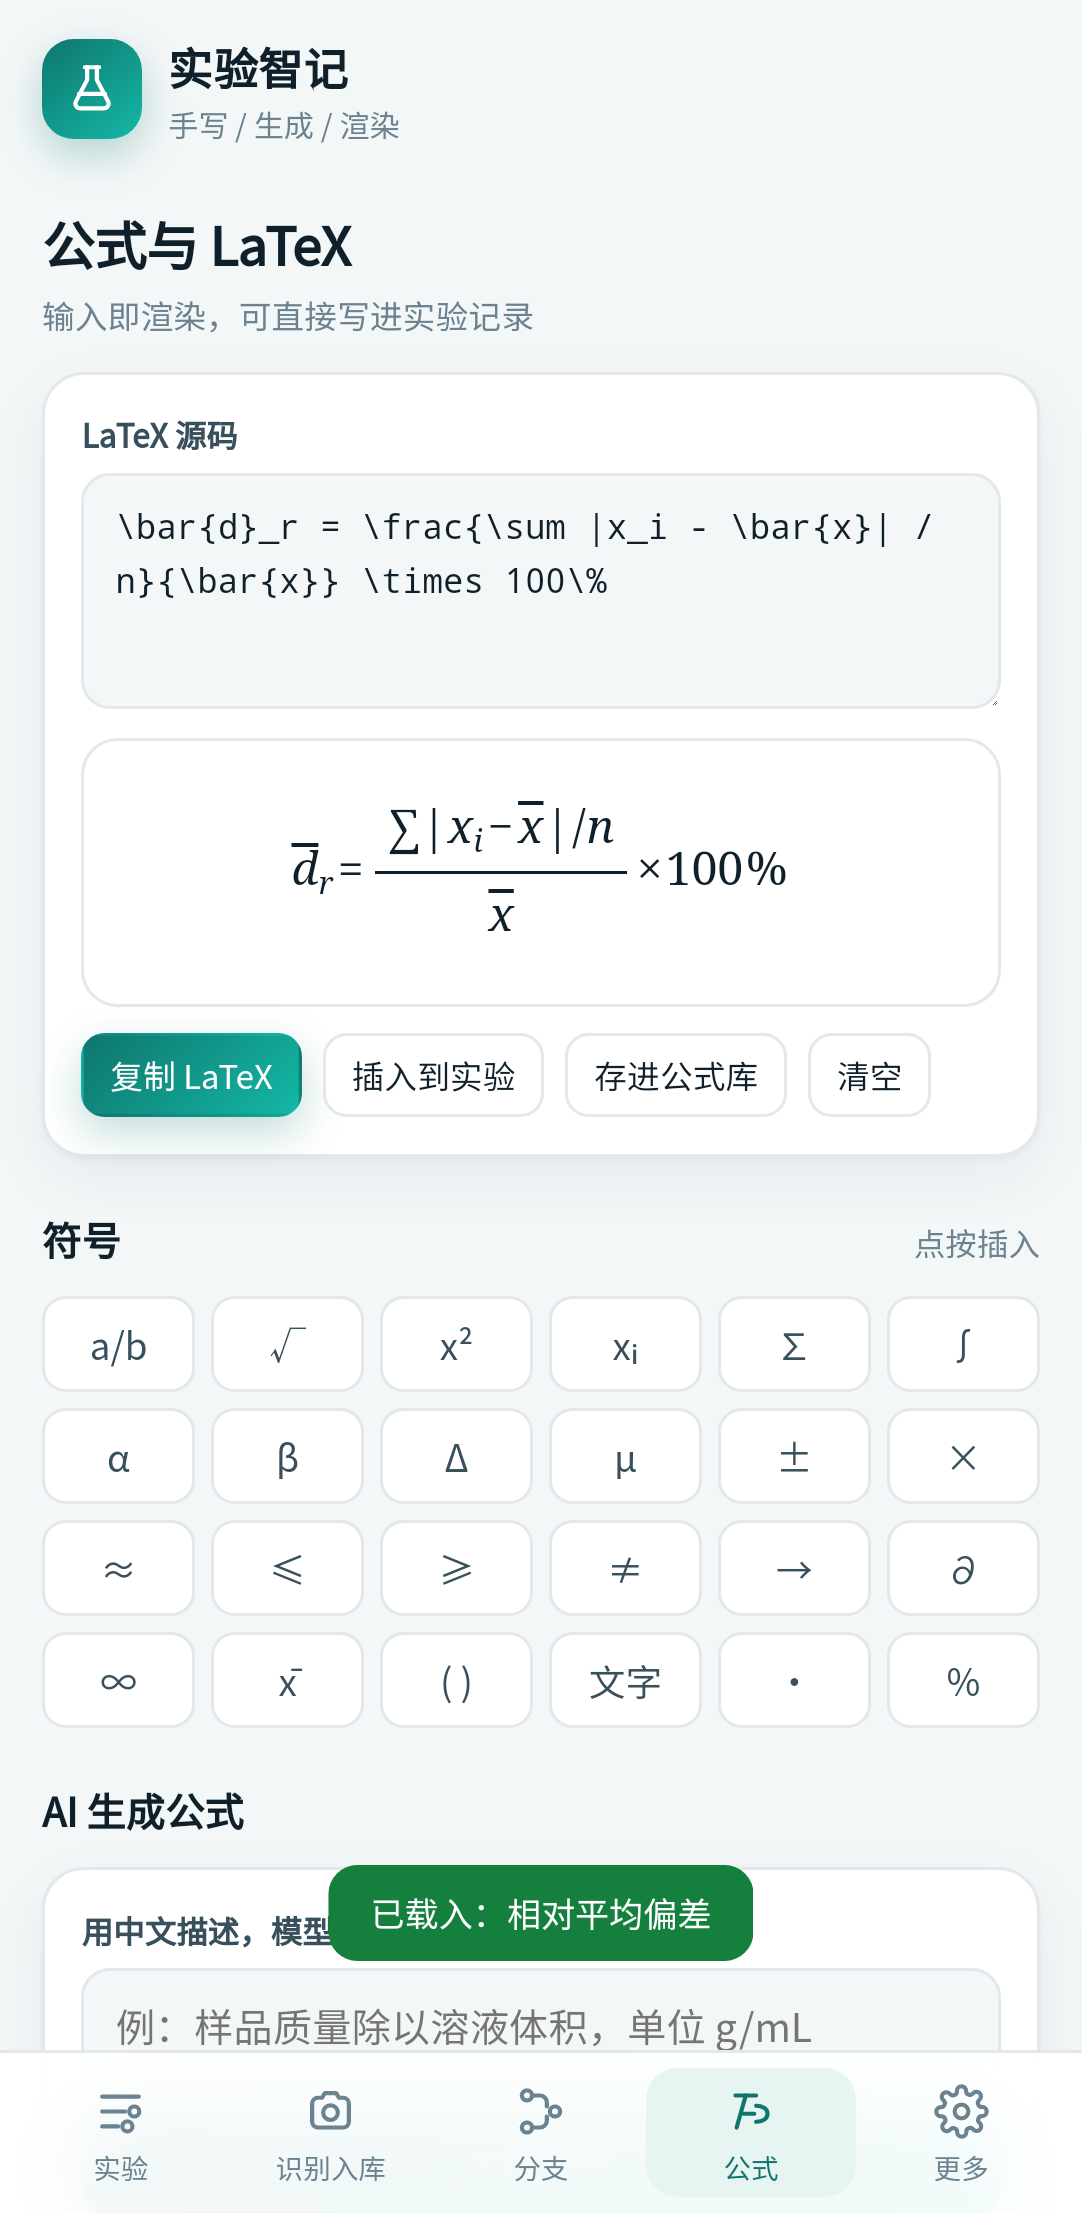 实验智记
手写 / 生成 / 渲染
公式与 LaTeX
输入即渲染，可直接写进实验记录
LaTeX 源码
\bar{d}_r = \frac{\sum |x_i - \bar{x}| /
n}{\bar{x}} \times 100\%
d̅ᵣ = ∑|xᵢ−x̅|/n
x̅
×100%
复制 LaTeX 插入到实验 存进公式库 清空
符号 点按插入
a/b √‾ x² xᵢ Σ ∫
α β Δ μ ± ×
≈ ⩽ ⩾ ≠ → ∂
∞ x̄ ( ) 文字 · %
AI 生成公式
用中文描述，模型
已载入：相对平均偏差
例：样品质量除以溶液体积，单位 g/mL
实验 识别入库 分支 公式 更多